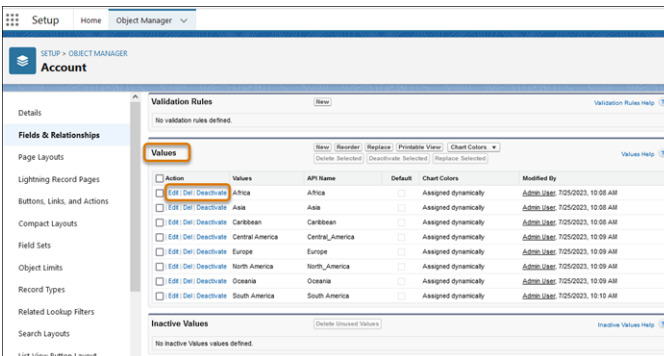 Setup Home Object Manager
SETUP > OBJECT MANAGER
Account
Details
Fields & Relationships
Page Layouts
Lightning Record Pages
Buttons, Links, and Actions
Compact Layouts
Field Sets
Object Limits
Record Types
Related Lookup Filters
Search Layouts
List View Button Layout
Validation Rules New Validation Rules Help ?
No validation rules defined.
Values New Reorder Replace Printable View Chart Colors Values Help ?
Delete Selected Deactivate Selected Replace Selected
Action Values API Name Default Chart Colors Modified By
Edit | Del | Deactivate Africa Africa Assigned dynamically Admin User, 7/25/2023, 10:08 AM
Edit | Del | Deactivate Asia Asia Assigned dynamically Admin User, 7/25/2023, 10:08 AM
Edit | Del | Deactivate Caribbean Caribbean Assigned dynamically Admin User, 7/25/2023, 10:08 AM
Edit | Del | Deactivate Central America Central_America Assigned dynamically Admin User, 7/25/2023, 10:09 AM
Edit | Del | Deactivate Europe Europe Assigned dynamically Admin User, 7/25/2023, 10:09 AM
Edit | Del | Deactivate North America North_America Assigned dynamically Admin User, 7/25/2023, 10:09 AM
Edit | Del | Deactivate Oceania Oceania Assigned dynamically Admin User, 7/25/2023, 10:09 AM
Edit | Del | Deactivate South America South America Assigned dynamically Admin User, 7/25/2023, 10:10 AM
Inactive Values Delete Unused Values Inactive Values Help ?
No Inactive Values values defined.